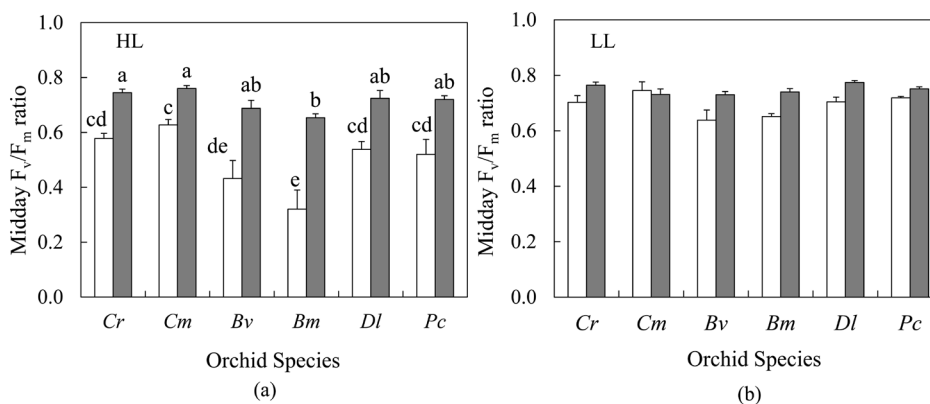 HL
Midday Fv/Fm ratio
1.0
0.8
0.6
0.4
0.2
0.0
cd a c a de ab e b cd ab cd ab
Cr Cm Bv Bm Dl Pc
Orchid Species
(a)
LL
Midday Fv/Fm ratio
1.0
0.8
0.6
0.4
0.2
0.0
Cr Cm Bv Bm Dl Pc
Orchid Species
(b)